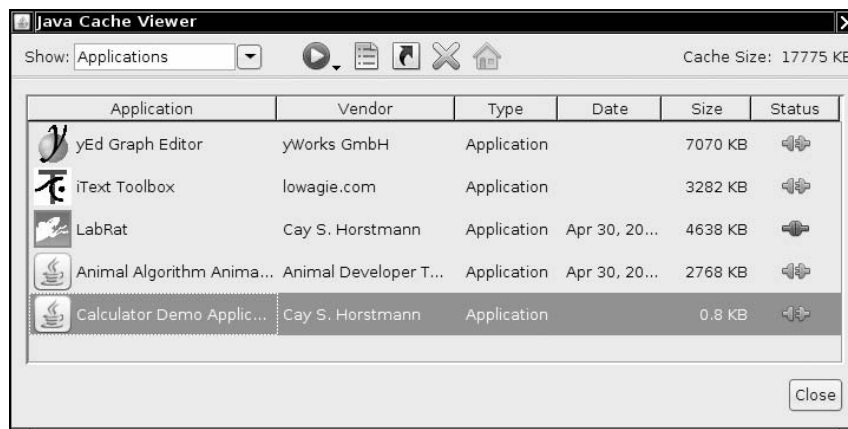 Java Cache Viewer
Show: Applications Cache Size: 17775 KB
Application Vendor Type Date Size Status
yEd Graph Editor yWorks GmbH Application 7070 KB
iText Toolbox lowagie.com Application 3282 KB
LabRat Cay S. Horstmann Application Apr 30, 20... 4638 KB
Animal Algorithm Anima... Animal Developer T... Application Apr 30, 20... 2768 KB
Calculator Demo Applic... Cay S. Horstmann Application 0.8 KB
Close